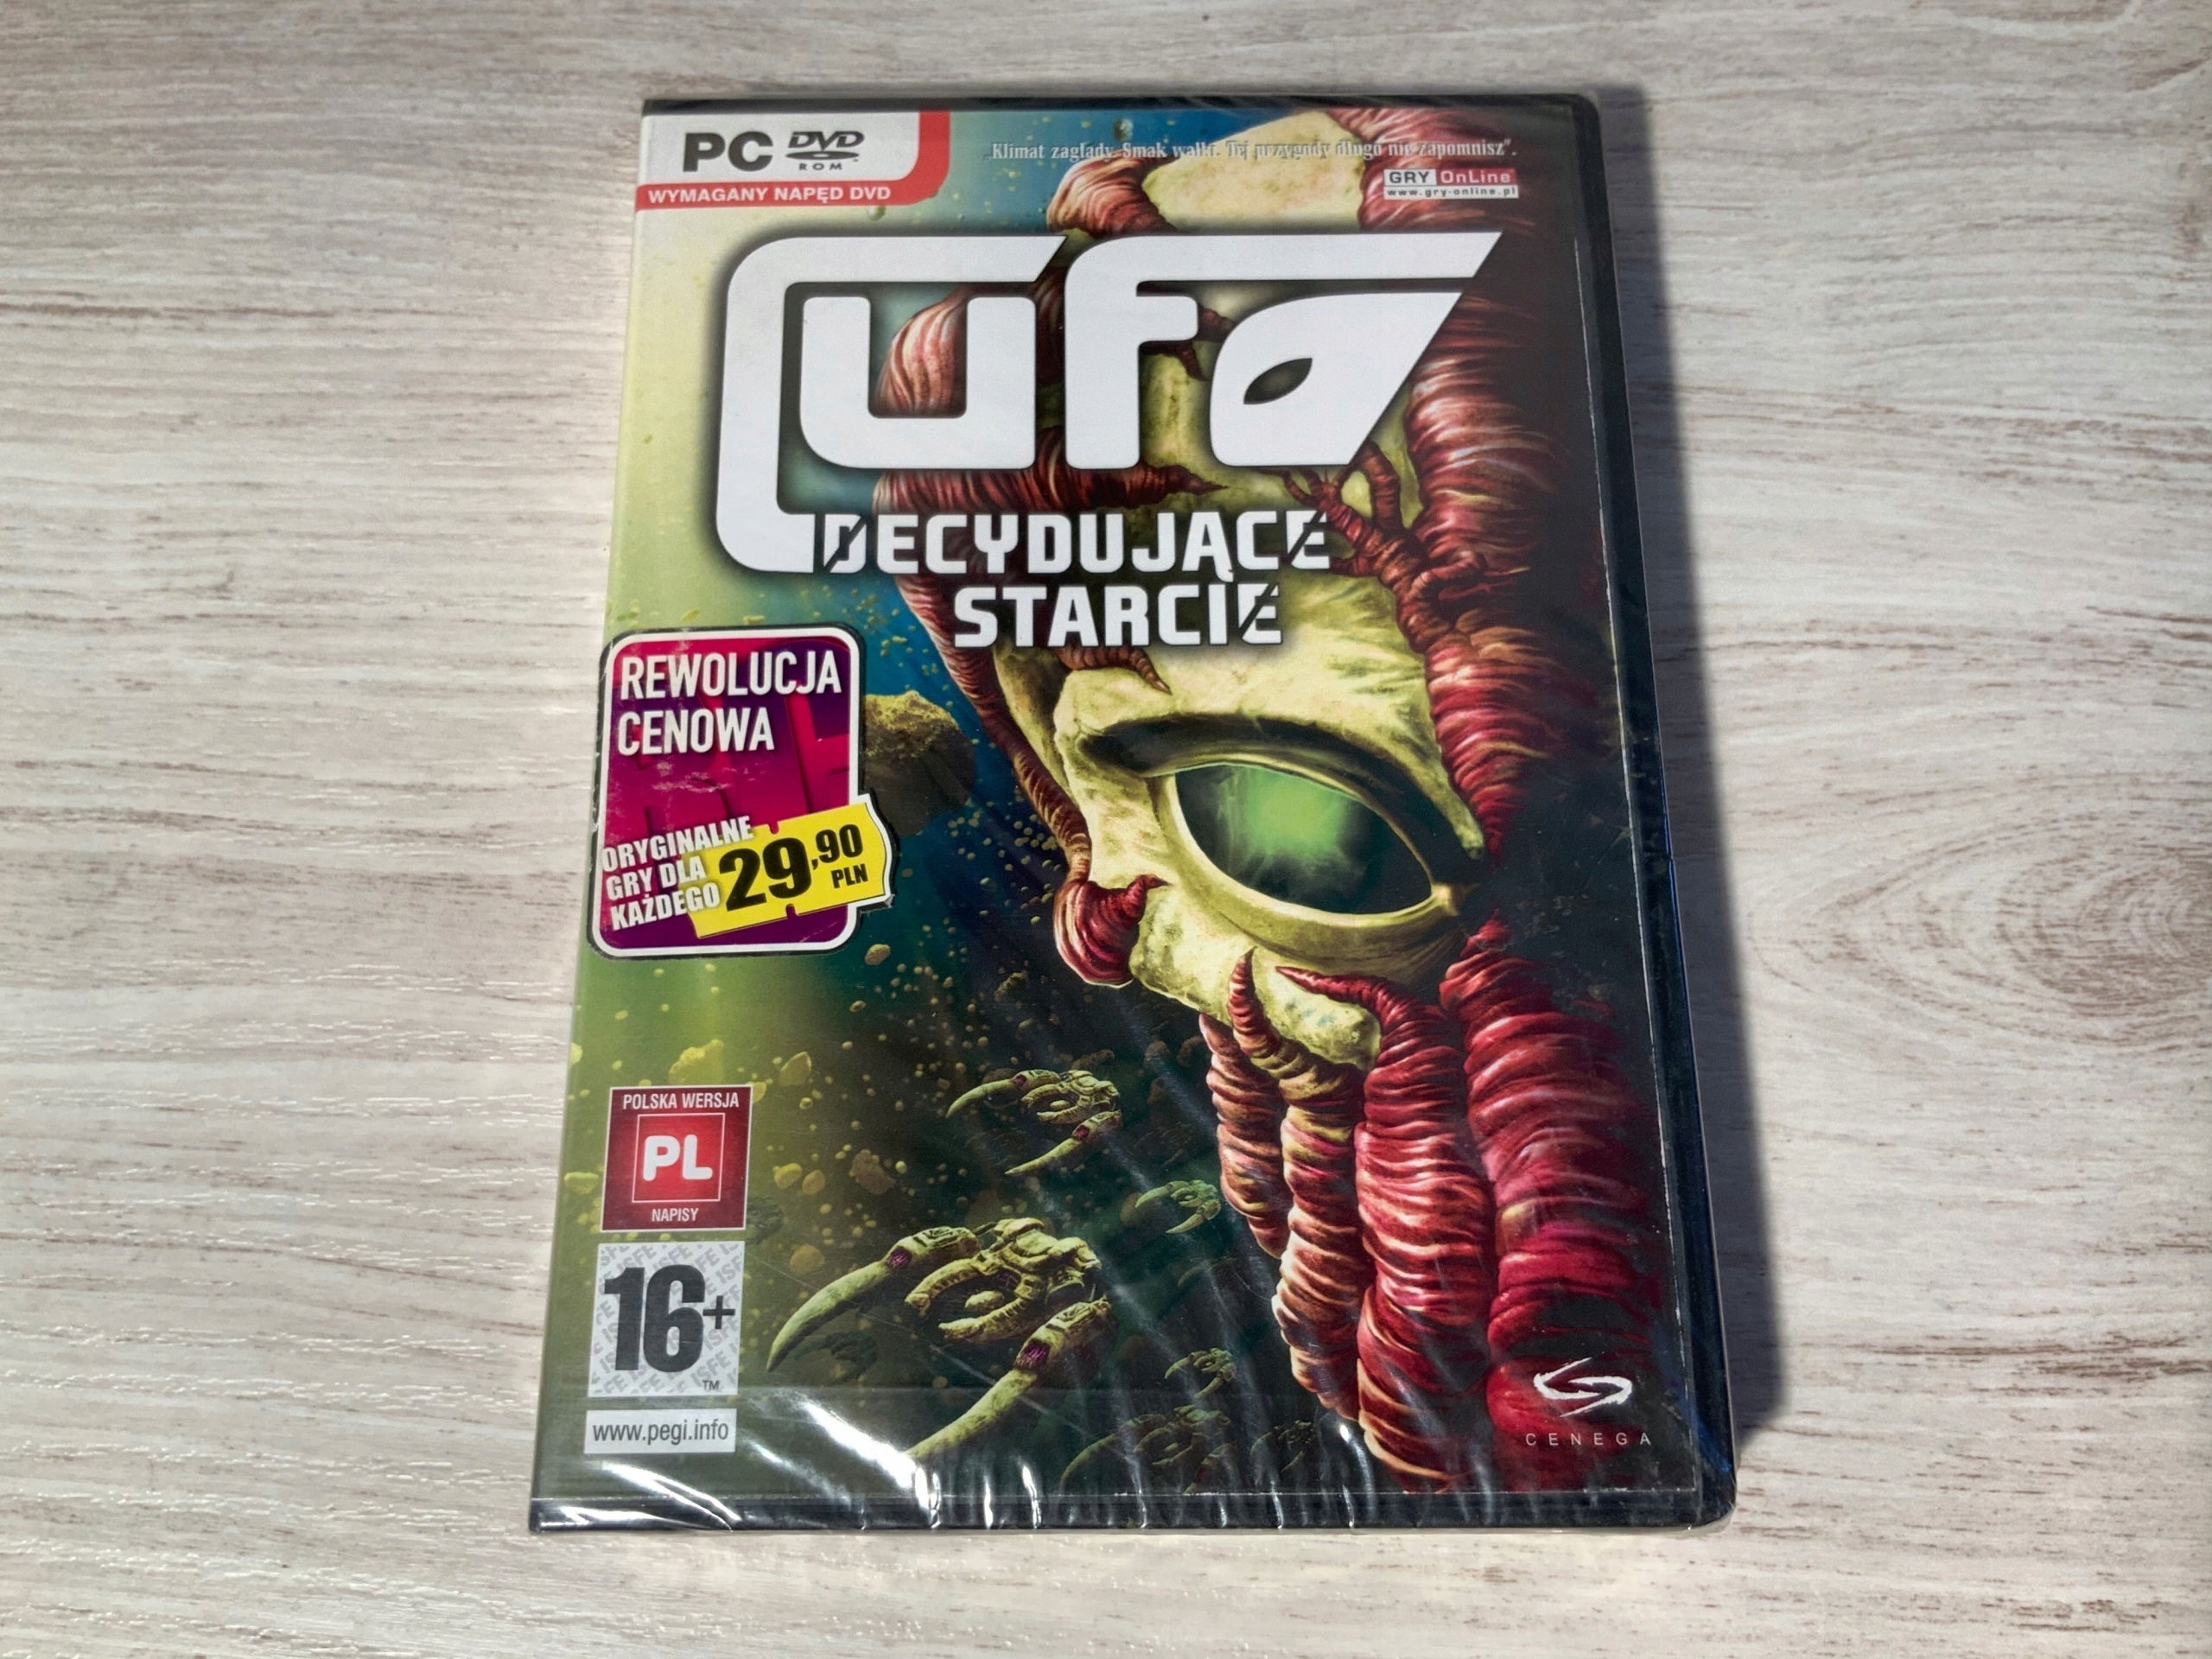 PC DVD
ROM
WYMAGANY NAPĘD DVD
Klimat zagłady. Smak walki. Tej przygody długo nie zapomnisz".
GRY OnLine
www.gry-online.pl
ufo
DECYDUJĄCE
STARCIE
REWOLUCJA
CENOWA
ORYGINALNE
GRY DLA
KAŻDEGO
29,90
PLN
POLSKA WERSJA
PL
NAPISY
16+
TM
www.pegi.info
CENEGA